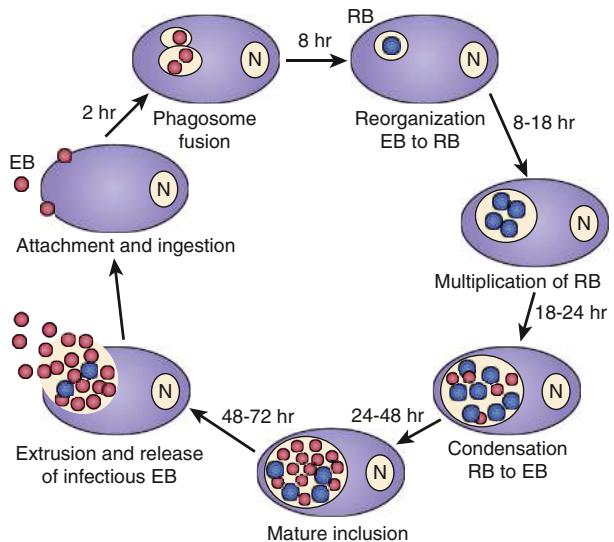 RB
8 hr
N
N
Phagosome
fusion
Reorganization
EB to RB
2 hr
8-18 hr
EB
N
N
Attachment and ingestion
Multiplication of RB
18-24 hr
N
N
24-48 hr
48-72 hr
Condensation
RB to EB
Extrusion and release
of infectious EB
N
Mature inclusion